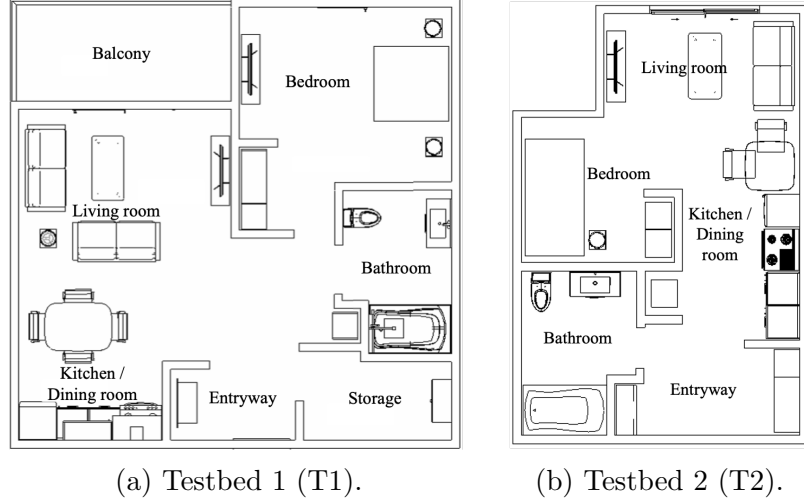 Balcony
Bedroom
Living room
Bathroom
Kitchen /
Dining room
Entryway
Storage
(a) Testbed 1 (T1).
Living room
Bedroom
Kitchen /
Dining
room
Bathroom
Entryway
(b) Testbed 2 (T2).